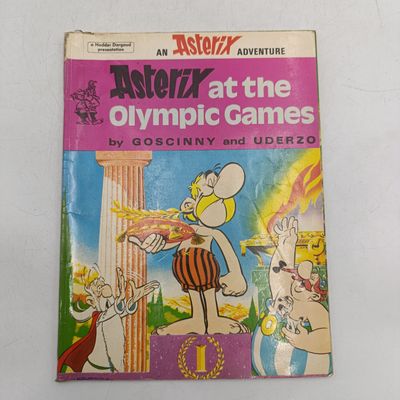 a Hodder Dargaud
presentation
AN Asterix ADVENTURE
Asterix at the
Olympic Games
by GOSCINNY and UDERZO
I